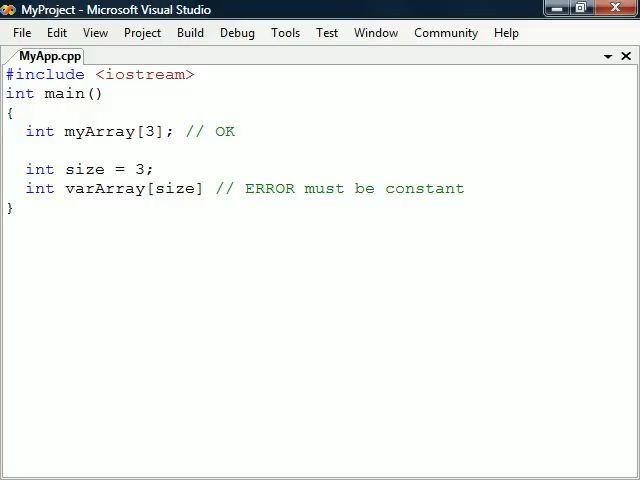 MyProject - Microsoft Visual Studio
File Edit View Project Build Debug Tools Test Window Community Help
MyApp.cpp
#include <iostream>
int main()
{
  int myArray[3]; // OK
  int size = 3;
  int varArray[size] // ERROR must be constant
}